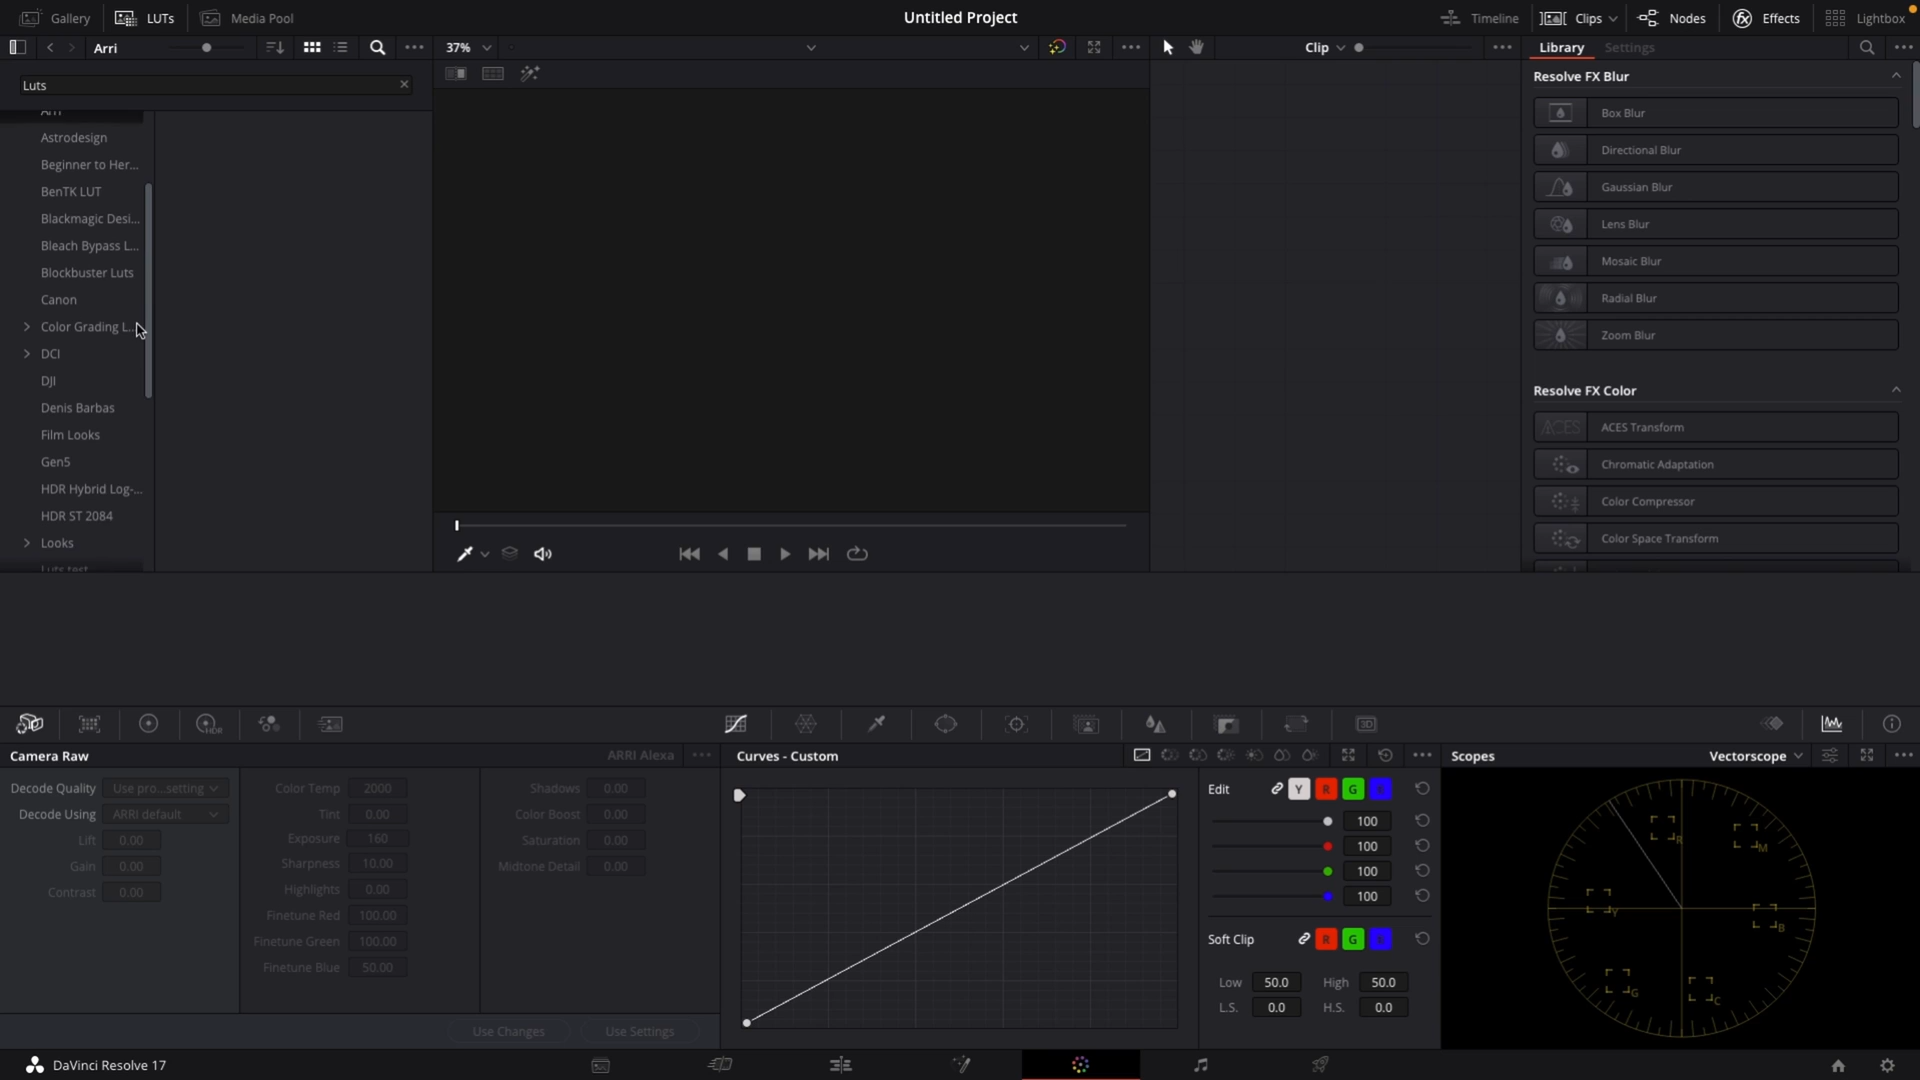 Gallery
LUTs
Media Pool
Untitled Project
Timeline
Clips
Nodes
Effects
Lightbox
Arri
37%
Clip
Library
Settings
Luts
Arri
Astrodesign
Beginner to Her...
BenTK LUT
Blackmagic Desi...
Bleach Bypass L...
Blockbuster Luts
Canon
Color Grading L...
DCI
DJI
Denis Barbas
Film Looks
Gen5
HDR Hybrid Log-...
HDR ST 2084
Looks
Luts test
Resolve FX Blur
Box Blur
Directional Blur
Gaussian Blur
Lens Blur
Mosaic Blur
Radial Blur
Zoom Blur
Resolve FX Color
ACES
ACES Transform
Chromatic Adaptation
Color Compressor
Color Space Transform
HDR
3D
Camera Raw
ARRI Alexa
Decode Quality
Use pro...setting
Decode Using
ARRI default
Lift
0.00
Gain
0.00
Contrast
0.00
Color Temp
2000
Tint
0.00
Exposure
160
Sharpness
10.00
Highlights
0.00
Finetune Red
100.00
Finetune Green
100.00
Finetune Blue
50.00
Shadows
0.00
Color Boost
0.00
Saturation
0.00
Midtone Detail
0.00
Use Changes
Use Settings
Curves - Custom
Edit
Y
R
G
100
100
100
100
Soft Clip
R
G
Low
50.0
High
50.0
L.S.
0.0
H.S.
0.0
Scopes
Vectorscope
R
M
Y
B
G
C
DaVinci Resolve 17